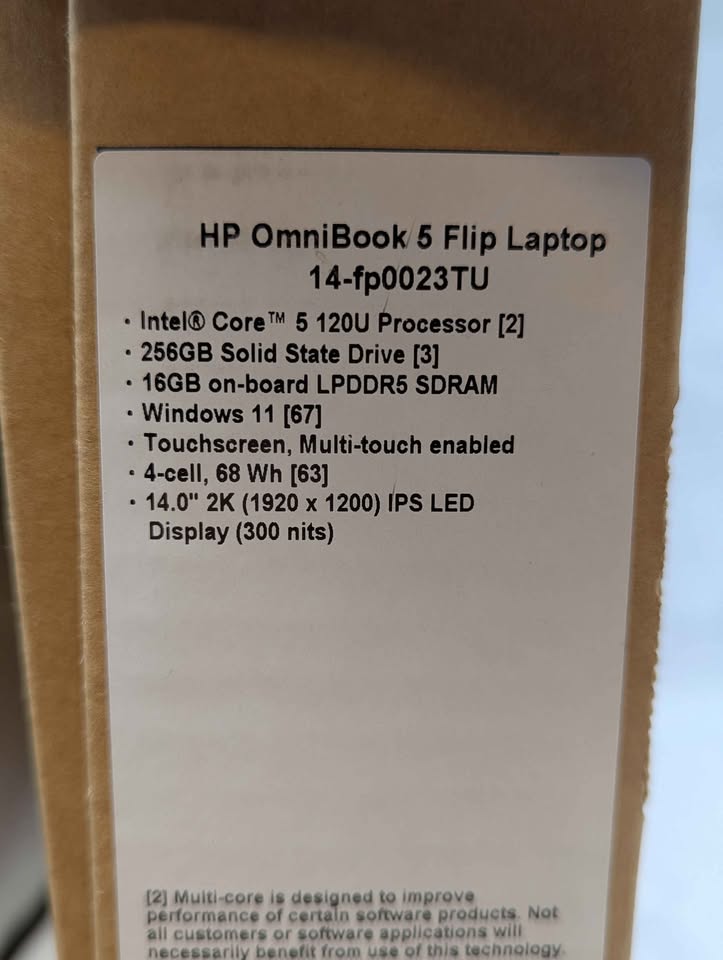 HP OmniBook 5 Flip Laptop
14-fp0023TU
· Intel® Core™ 5 120U Processor [2]
· 256GB Solid State Drive [3]
· 16GB on-board LPDDR5 SDRAM
· Windows 11 [67]
· Touchscreen, Multi-touch enabled
· 4-cell, 68 Wh [63]
· 14.0" 2K (1920 x 1200) IPS LED
Display (300 nits)
[2] Multi-core is designed to improve
performance of certain software products. Not
all customers or software applications will
necessarily benefit from use of this technology.